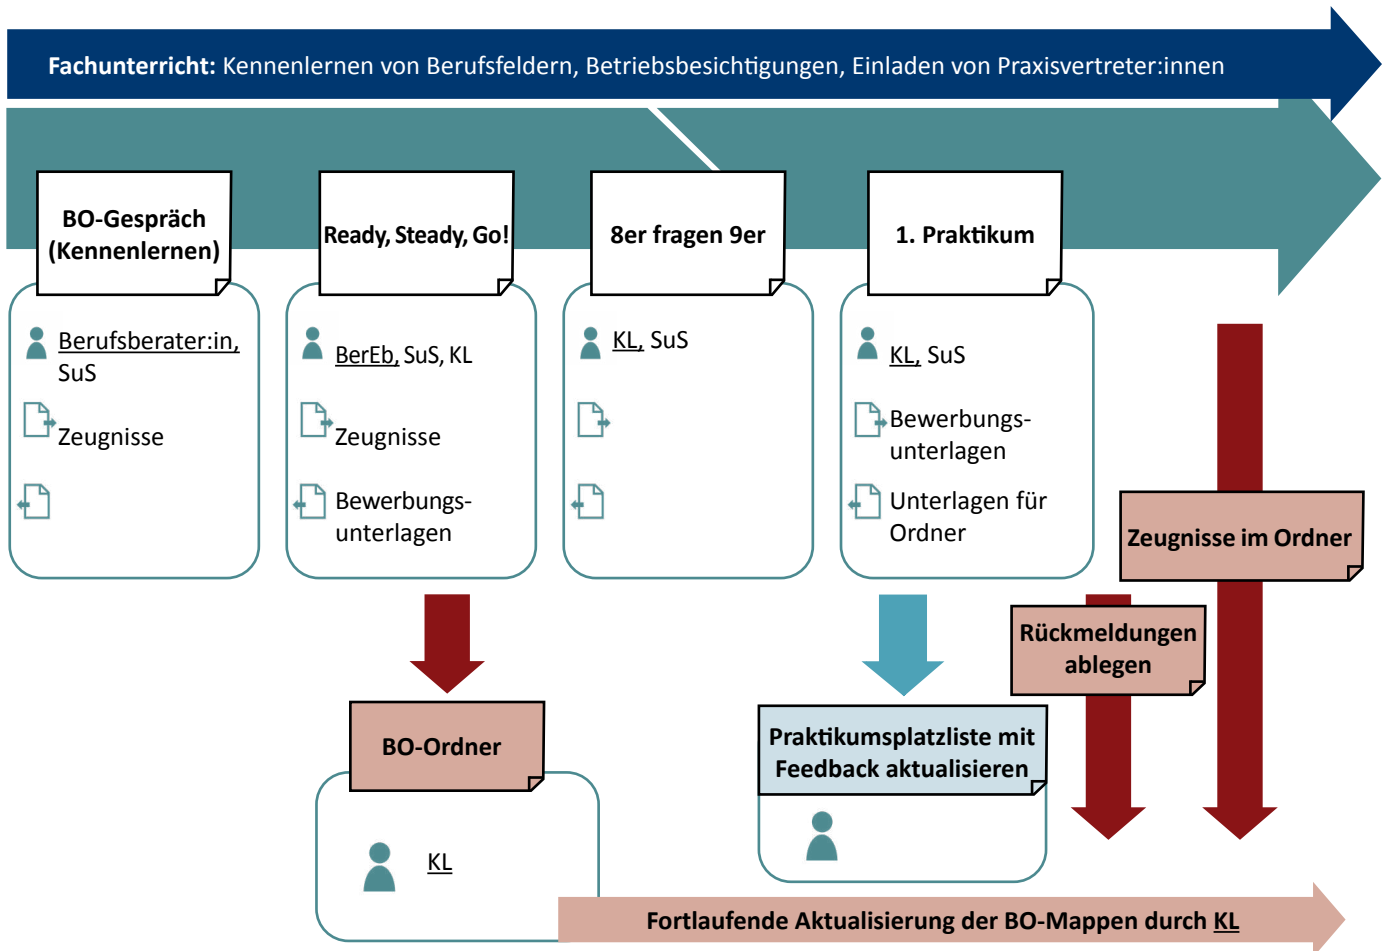 Fachunterricht: Kennenlernen von Berufsfeldern, Betriebsbesichtigungen, Einladen von Praxisvertreter:innen
BO-Gespräch
(Kennenlernen)
Berufsberater:in,
SuS
Zeugnisse
Ready, Steady, Go!
BerEb, SuS, KL
Zeugnisse
Bewerbungs-
unterlagen
8er fragen 9er
KL, SuS
1. Praktikum
KL, SuS
Bewerbungs-
unterlagen
Unterlagen für
Ordner
Zeugnisse im Ordner
Rückmeldungen
ablegen
BO-Ordner
KL
Praktikumsplatzliste mit
Feedback aktualisieren
Fortlaufende Aktualisierung der BO-Mappen durch KL